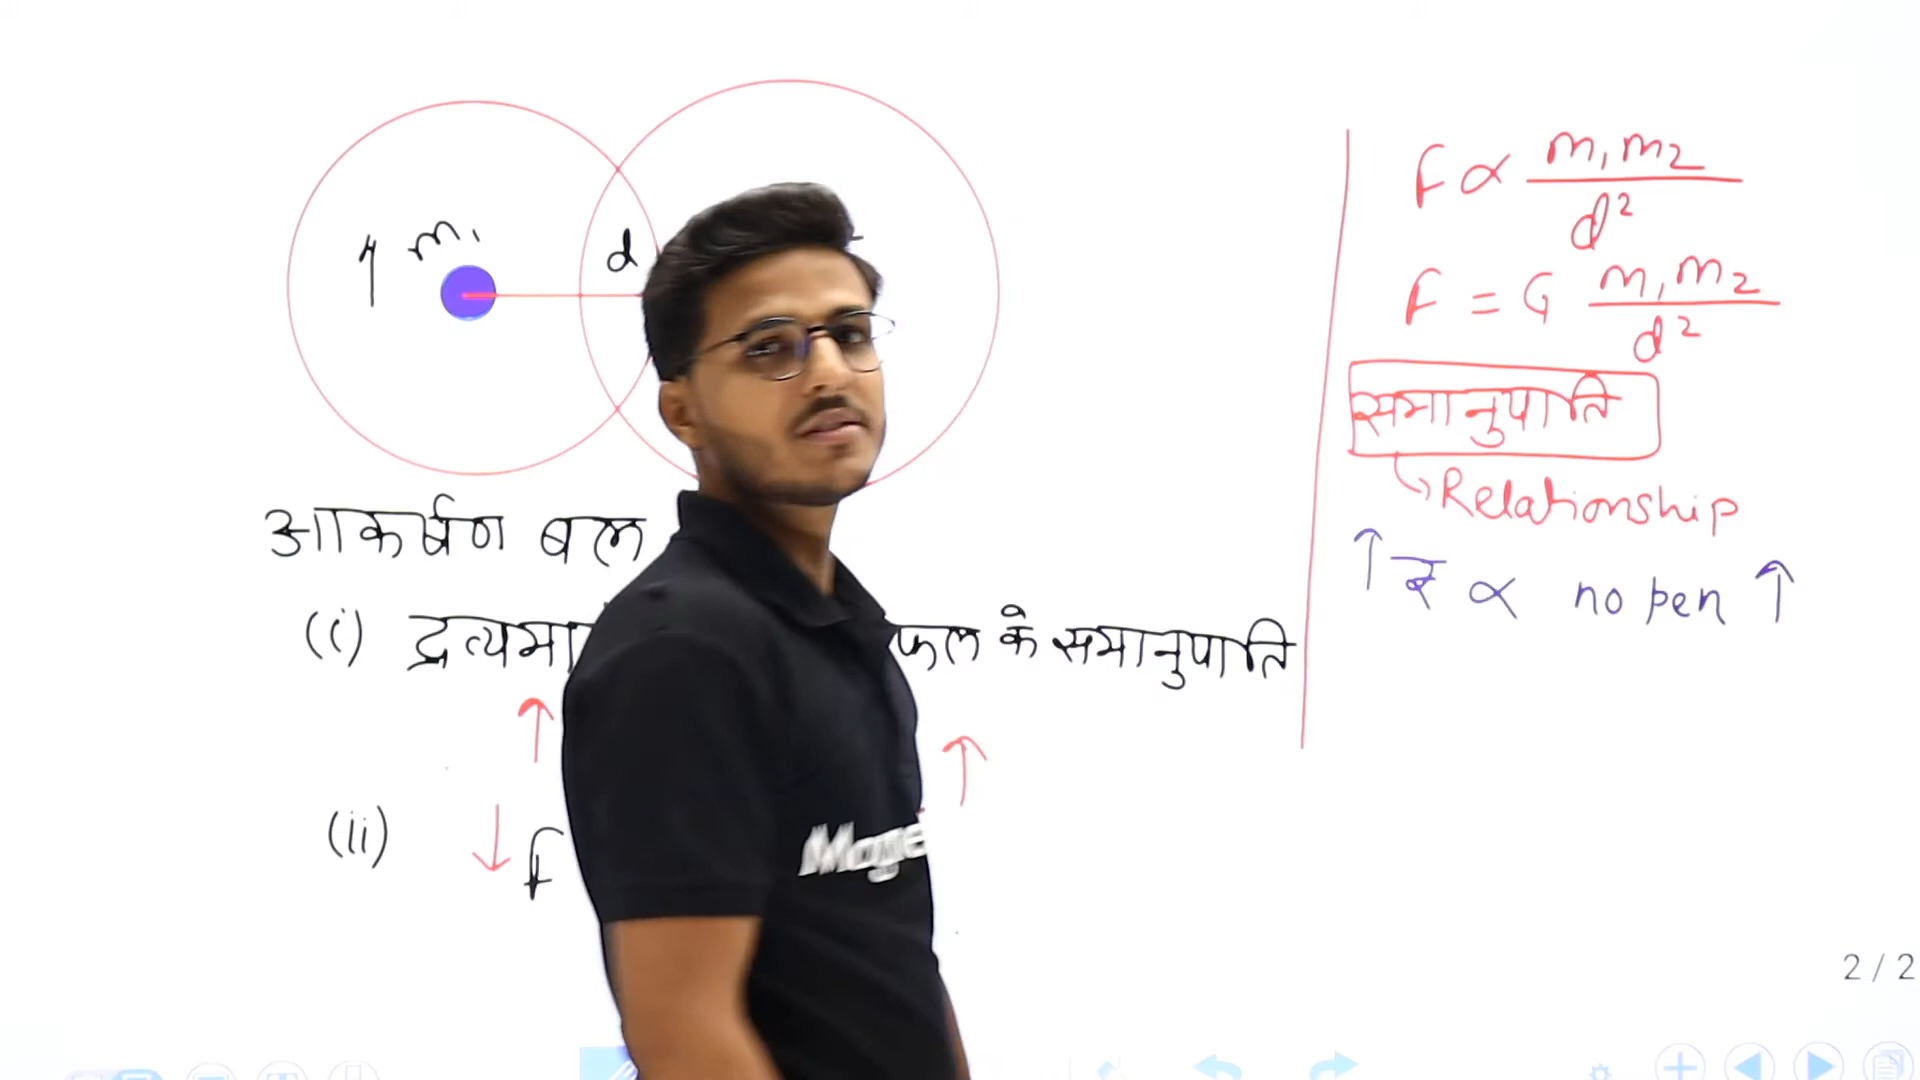 m₁
d
आकर्षण बल
(i) द्रव्यमा फल के समानुपाति
(ii) F
F ∝ m₁m₂ / d²
F = G m₁m₂ / d²
समानुपाति
↳ Relationship
↑ ₹ ∝ no pen ↑
Mage
2 / 2